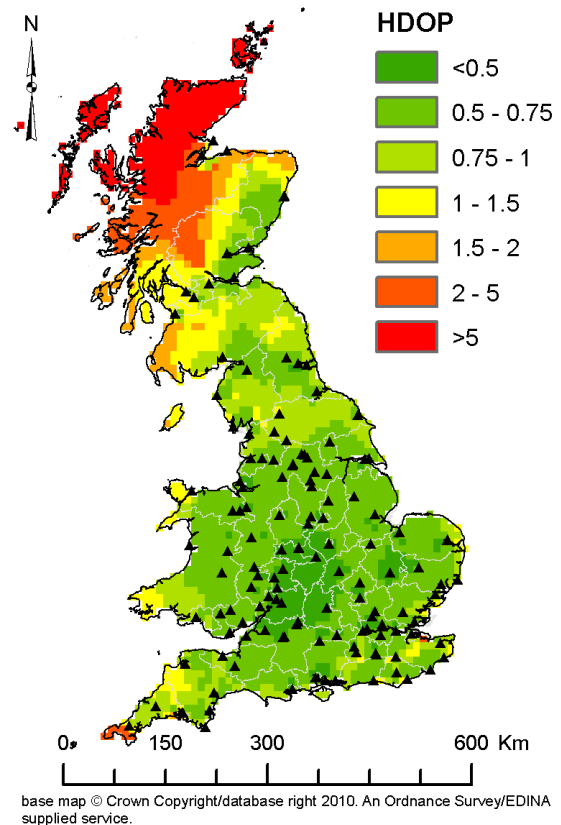 N
HDOP
<0.5
0.5 - 0.75
0.75 - 1
1 - 1.5
1.5 - 2
2 - 5
>5
0 150 300 600 Km
base map © Crown Copyright/database right 2010. An Ordnance Survey/EDINA
supplied service.